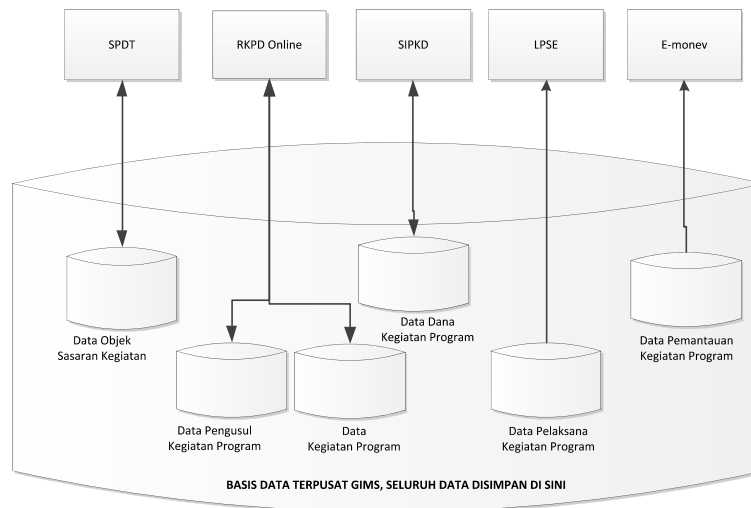 SPDT
RKPD Online
SIPKD
LPSE
E-monev
Data Objek
Sasaran Kegiatan
Data Dana
Kegiatan Program
Data Pemantauan
Kegiatan Program
Data Pengusul
Kegiatan Program
Data
Kegiatan Program
Data Pelaksana
Kegiatan Program
BASIS DATA TERPUSAT GIMS, SELURUH DATA DISIMPAN DI SINI